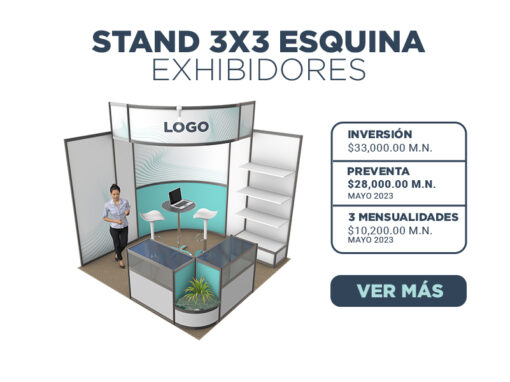 STAND 3X3 ESQUINA
EXHIBIDORES
LOGO
INVERSIÓN
$33,000.00 M.N.
PREVENTA
$28,000.00 M.N.
MAYO 2023
3 MENSUALIDADES
$10,200.00 M.N.
MAYO 2023
VER MÁS